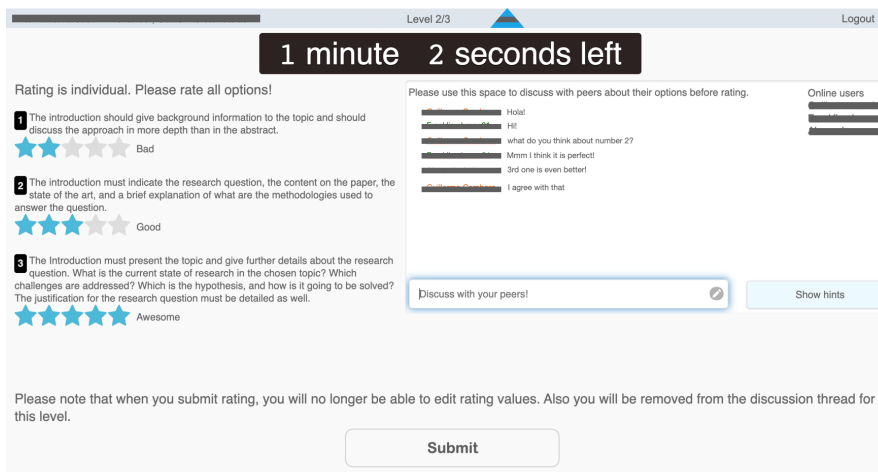 Level 2/3
Logout
1 minute 2 seconds left
Rating is individual. Please rate all options!
1 The introduction should give background information to the topic and should
discuss the approach in more depth than in the abstract.
Bad
2 The introduction must indicate the research question, the content on the paper, the
state of the art, and a brief explanation of what are the methodologies used to
answer the question.
Good
3 The Introduction must present the topic and give further details about the research
question. What is the current state of research in the chosen topic? Which
challenges are addressed? Which is the hypothesis, and how is it going to be solved?
The justification for the research question must be detailed as well.
Awesome
Please use this space to discuss with peers about their options before rating.
Hola!
Hi!
what do you think about number 2?
Mmm I think it is perfect!
3rd one is even better!
I agree with that
Online users
Discuss with your peers!
Show hints
Please note that when you submit rating, you will no longer be able to edit rating values. Also you will be removed from the discussion thread for
this level.
Submit